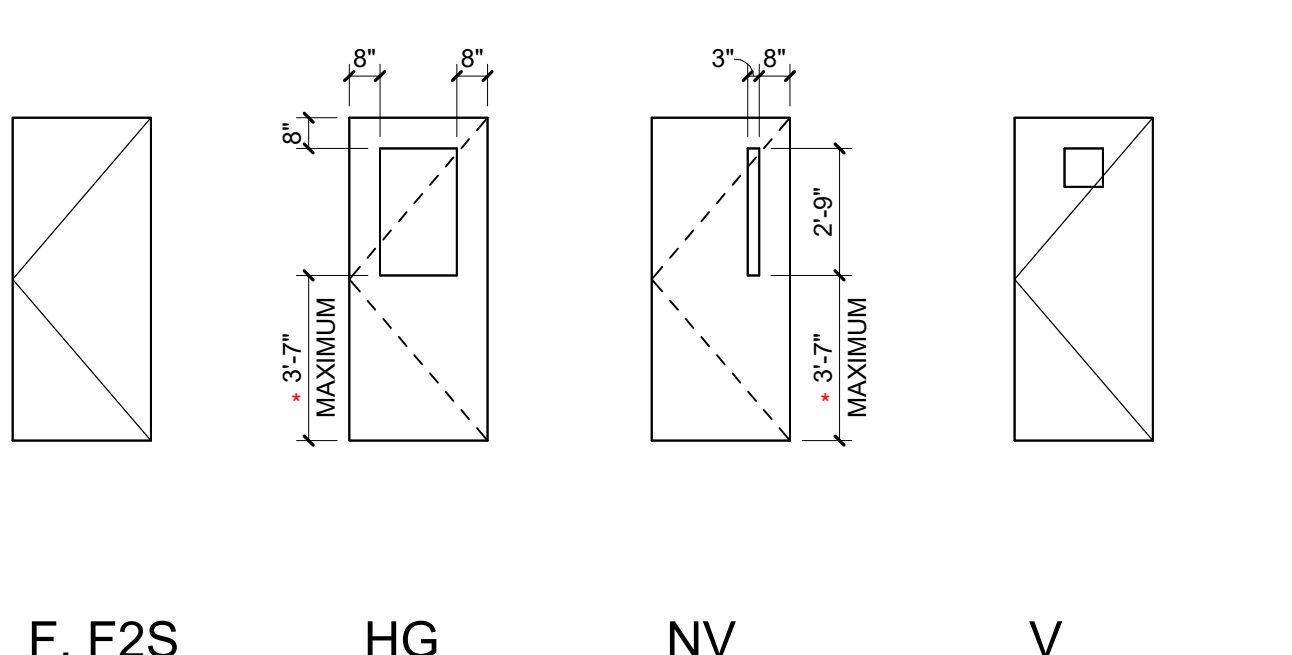 8"
8"
8"
* 3'-7"
MAXIMUM
3"
8"
2'-9"
* 3'-7"
MAXIMUM
F, F2S
HG
NV
V